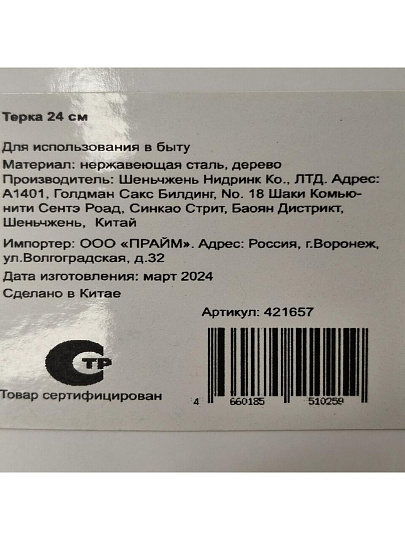 Терка 24 см
Для использования в быту
Материал: нержавеющая сталь, дерево
Производитель: Шеньчжень Нидринк Ко., ЛТД. Адрес:
А1401, Голдман Сакс Билдинг, No. 18 Шаки Комью-
нити Сентэ Роад, Синкао Стрит, Баоян Дистрикт,
Шеньчжень, Китай
Импортер: ООО «ПРАЙМ». Адрес: Россия, г.Воронеж,
ул.Волгоградская, д.32
Дата изготовления: март 2024
Сделано в Китае
Артикул: 421657
СТР
Товар сертифицирован
4 660185 510259